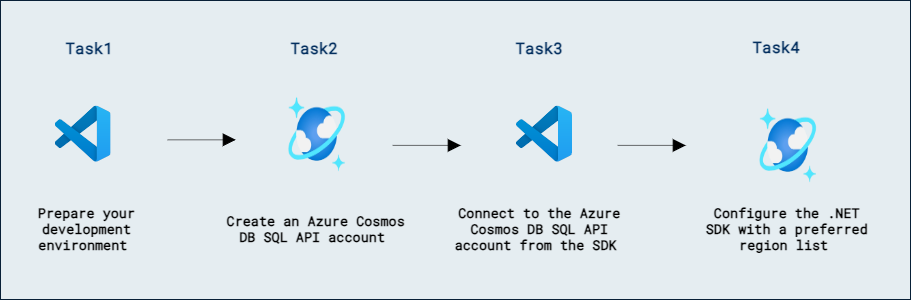 Task1
Task2
Task3
Task4
Prepare your
development
environment
Create an Azure Cosmos
DB SQL API account
Connect to the Azure
Cosmos DB SQL API
account from the SDK
Configure the .NET
SDK with a preferred
region list